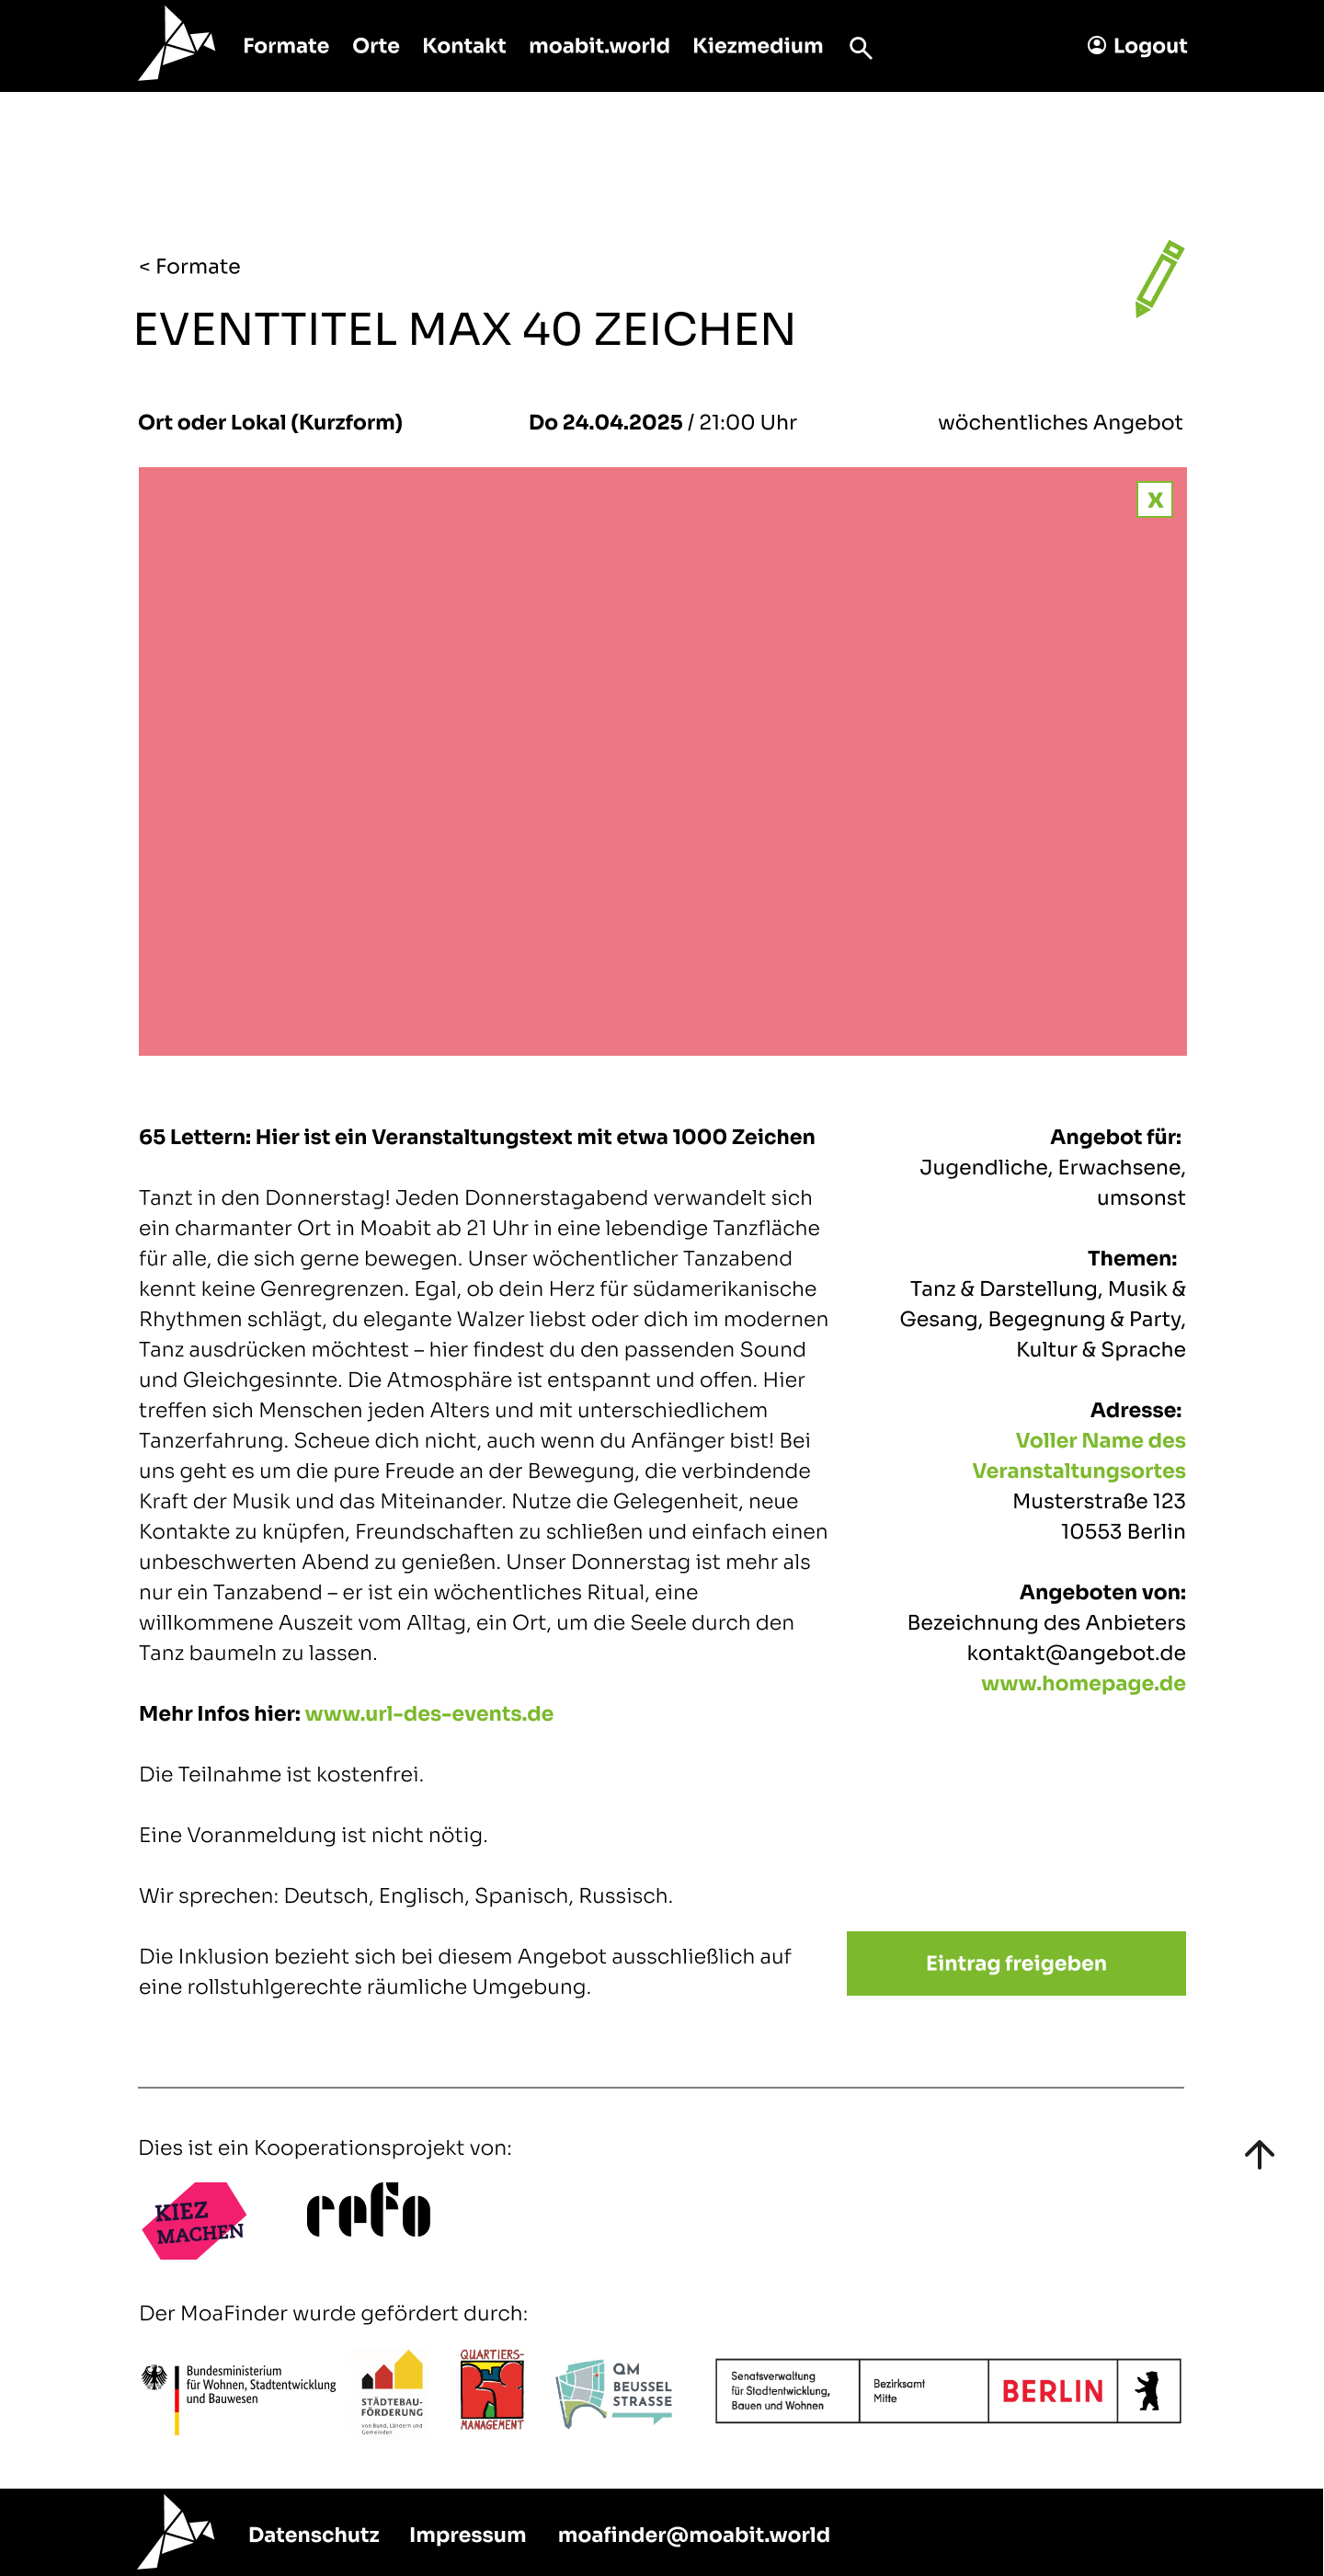 Formate Orte Kontakt moabit.world Kiezmedium Logout
< Formate
EVENTTITEL MAX 40 ZEICHEN
Ort oder Lokal (Kurzform) Do 24.04.2025 / 21:00 Uhr wöchentliches Angebot
X
65 Lettern: Hier ist ein Veranstaltungstext mit etwa 1000 Zeichen
Tanzt in den Donnerstag! Jeden Donnerstagabend verwandelt sich
ein charmanter Ort in Moabit ab 21 Uhr in eine lebendige Tanzfläche
für alle, die sich gerne bewegen. Unser wöchentlicher Tanzabend
kennt keine Genregrenzen. Egal, ob dein Herz für südamerikanische
Rhythmen schlägt, du elegante Walzer liebst oder dich im modernen
Tanz ausdrücken möchtest – hier findest du den passenden Sound
und Gleichgesinnte. Die Atmosphäre ist entspannt und offen. Hier
treffen sich Menschen jeden Alters und mit unterschiedlichem
Tanzerfahrung. Scheue dich nicht, auch wenn du Anfänger bist! Bei
uns geht es um die pure Freude an der Bewegung, die verbindende
Kraft der Musik und das Miteinander. Nutze die Gelegenheit, neue
Kontakte zu knüpfen, Freundschaften zu schließen und einfach einen
unbeschwerten Abend zu genießen. Unser Donnerstag ist mehr als
nur ein Tanzabend – er ist ein wöchentliches Ritual, eine
willkommene Auszeit vom Alltag, ein Ort, um die Seele durch den
Tanz baumeln zu lassen.
Mehr Infos hier: www.url-des-events.de
Die Teilnahme ist kostenfrei.
Eine Voranmeldung ist nicht nötig.
Wir sprechen: Deutsch, Englisch, Spanisch, Russisch.
Die Inklusion bezieht sich bei diesem Angebot ausschließlich auf
eine rollstuhlgerechte räumliche Umgebung.
Angebot für:
Jugendliche, Erwachsene,
umsonst
Themen:
Tanz & Darstellung, Musik &
Gesang, Begegnung & Party,
Kultur & Sprache
Adresse:
Voller Name des
Veranstaltungsortes
Musterstraße 123
10553 Berlin
Angeboten von:
Bezeichnung des Anbieters
kontakt@angebot.de
www.homepage.de
Eintrag freigeben
Dies ist ein Kooperationsprojekt von:
KIEZ
MACHEN
refo
Der MoaFinder wurde gefördert durch:
Bundesministerium
für Wohnen, Stadtentwicklung
und Bauwesen
STÄDTEBAU-
FÖRDERUNG
von Bund, Ländern und
Gemeinden
QUARTIERS-
MANAGEMENT
QM
BEUSSEL
STRASSE
Senatsverwaltung
für Stadtentwicklung,
Bauen und Wohnen
Bezirksamt
Mitte
BERLIN
Datenschutz Impressum moafinder@moabit.world